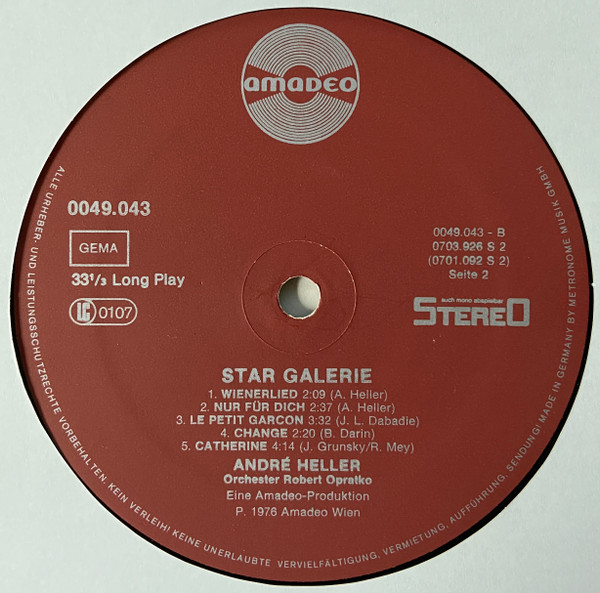 amadeo
0049.043
GEMA
33⅓ Long Play
LC 0107
0049.043 - B
0703.926 S 2
(0701.092 S 2)
Seite 2
auch mono abspielbar
STEREO
STAR GALERIE
1. WIENERLIED 2:09 (A. Heller)
2. NUR FÜR DICH 2:37 (A. Heller)
3. LE PETIT GARCON 3:32 (J. L. Dabadie)
4. CHANGE 2:20 (B. Darin)
5. CATHERINE 4:14 (J. Grunsky/R. Mey)
ANDRÉ HELLER
Orchester Robert Opratko
Eine Amadeo-Produktion
P. 1976 Amadeo Wien
ALLE URHEBER- UND LEISTUNGSSCHUTZRECHTE VORBEHALTEN. KEIN VERLEIH! KEINE UNERLAUBTE VERVIELFÄLTIGUNG, VERMIETUNG, AUFFÜHRUNG, SENDUNG! MADE IN GERMANY BY METRONOME MUSIK GMBH